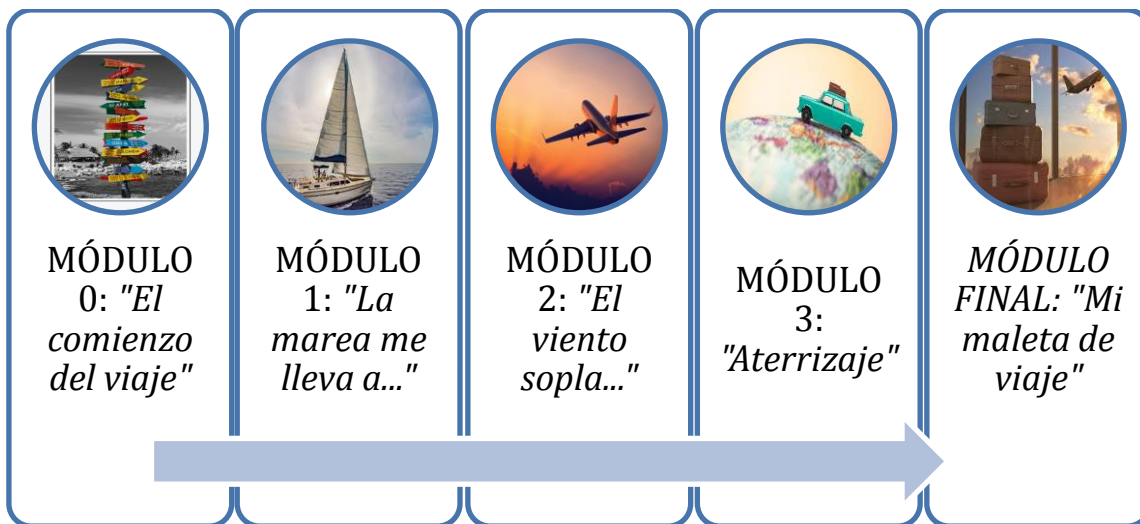 MÓDULO
0: "El
comienzo
del viaje"
MÓDULO
1: "La
marea me
lleva a..."
MÓDULO
2: "El
viento
sopla..."
MÓDULO
3:
"Aterrizaje"
MÓDULO
FINAL: "Mi
maleta de
viaje"